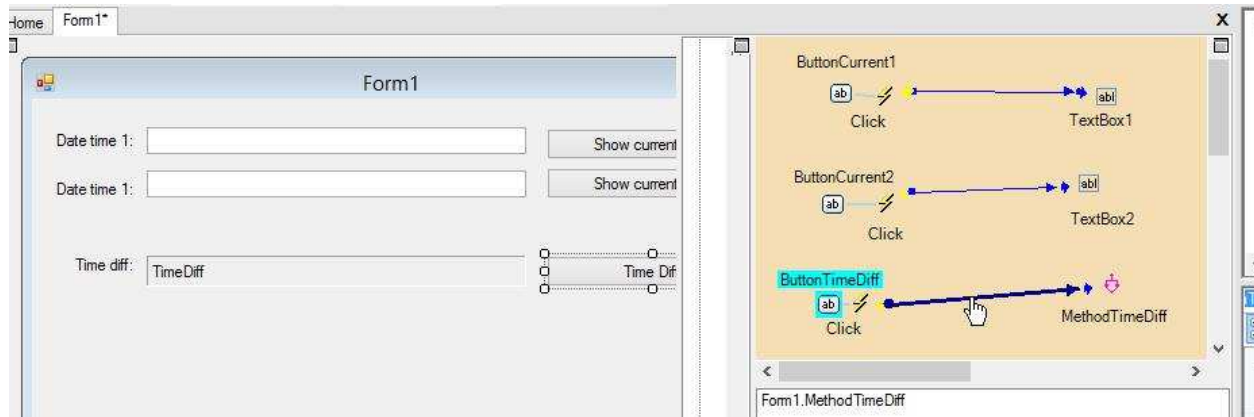 Home Form1* X
Form1
Date time 1:
Show current
Date time 1:
Show current
Time diff:
TimeDiff
Time Dif
ButtonCurrent1
ab
abl
Click
TextBox1
ButtonCurrent2
ab
abl
Click
TextBox2
ButtonTimeDiff
ab
Click
MethodTimeDiff
Form1.MethodTimeDiff